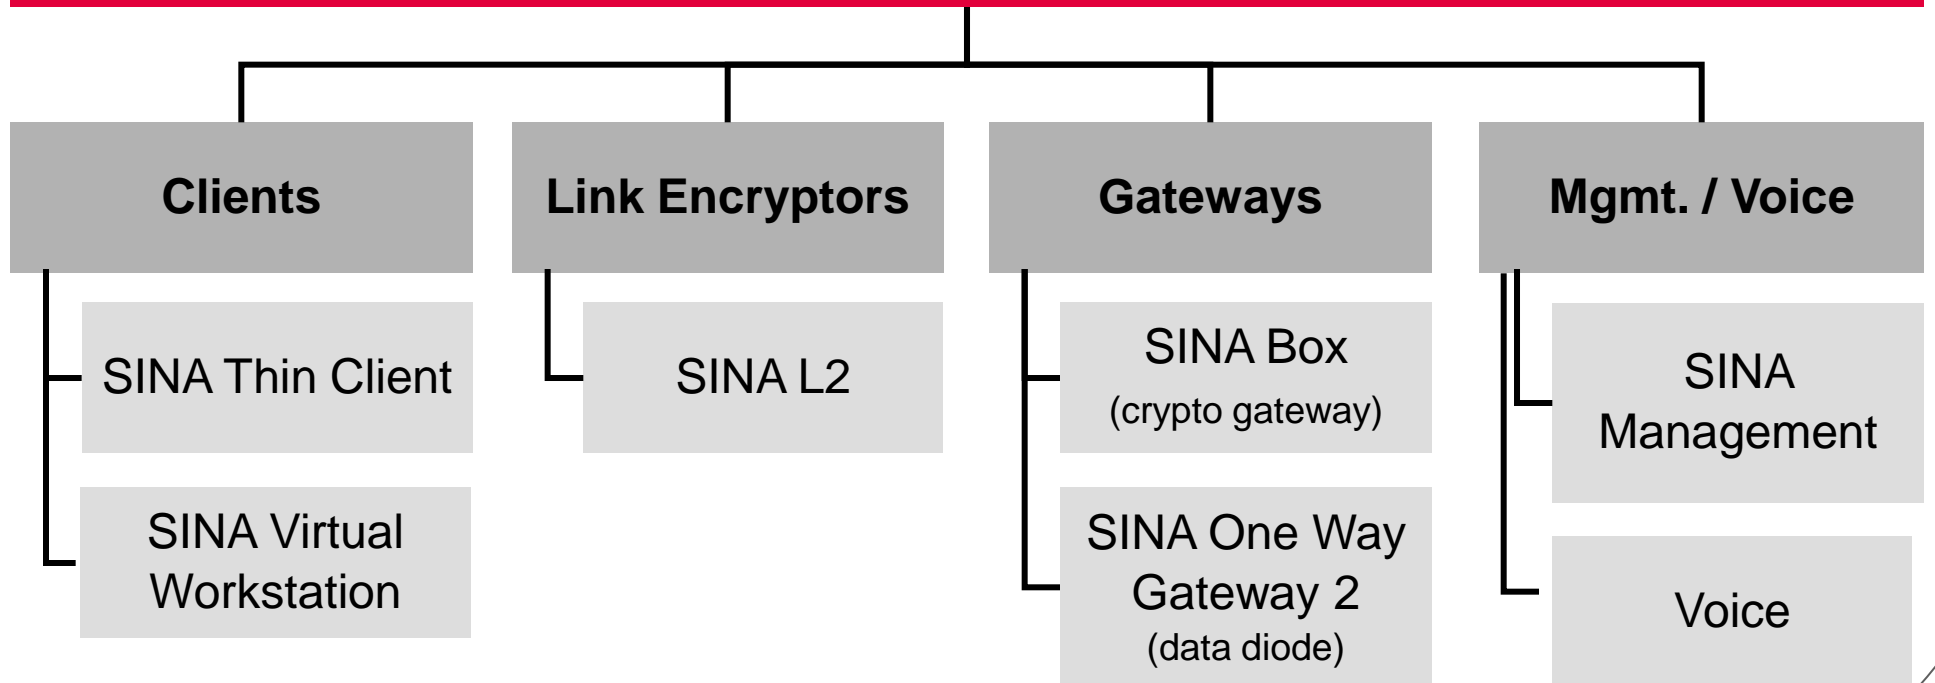 Clients
Link Encryptors
Gateways
Mgmt. / Voice
SINA Thin Client
SINA Virtual
Workstation
SINA L2
SINA Box
(crypto gateway)
SINA One Way
Gateway 2
(data diode)
SINA
Management
Voice